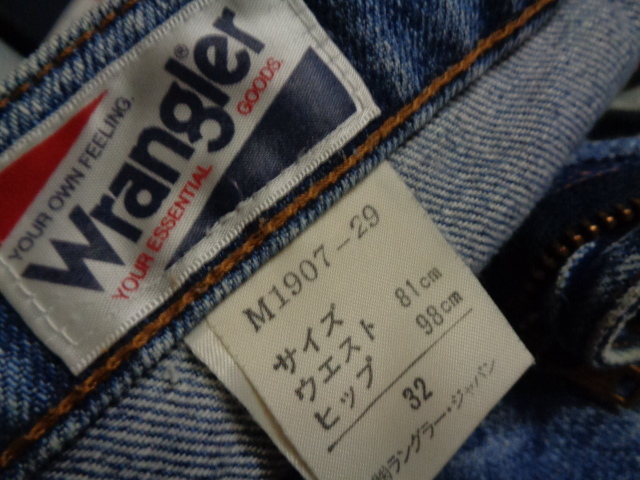 YOUR OWN FEELING.
Wrangler®
YOUR ESSENTIAL GOODS.
M1907-29
サイズ
ウエスト 81cm
ヒップ 98cm
32
㈱ラングラー・ジャパン